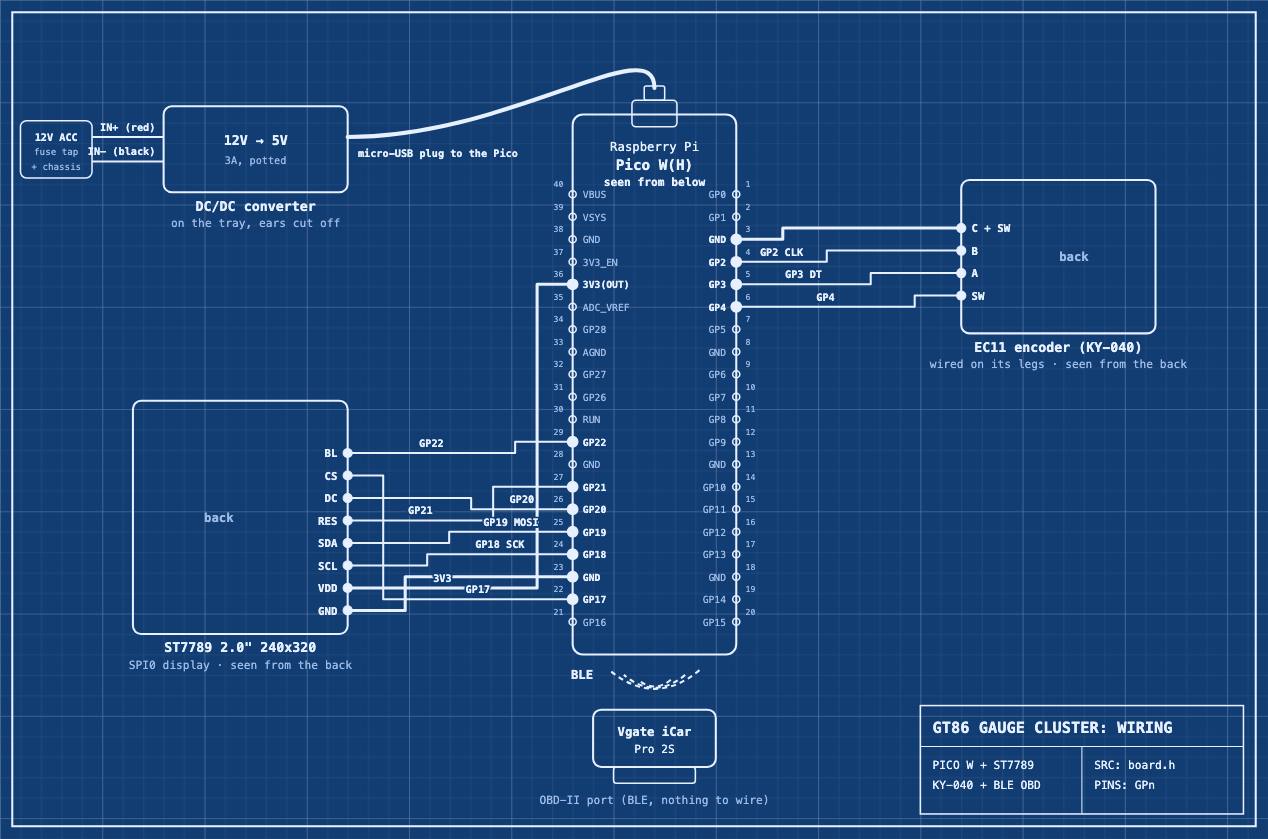 12V ACC
fuse tap
+ chassis
IN+ (red)
IN− (black)
12V → 5V
3A, potted
DC/DC converter
on the tray, ears cut off
micro−USB plug to the Pico
Raspberry Pi
Pico W(H)
seen from below
40
VBUS
GP0
1
39
VSYS
GP1
2
38
GND
GND
3
37
3V3_EN
GP2
4
36
3V3(OUT)
GP3
5
35
ADC_VREF
GP4
6
34
GP28
GP5
7
33
AGND
GND
8
32
GP27
GP6
9
31
GP26
GP7
10
30
RUN
GP8
11
29
GP22
GP9
12
28
GND
GND
13
27
GP21
GP10
14
26
GP20
GP11
15
25
GP19
GP12
16
24
GP18
GP13
17
23
GND
GND
18
22
GP17
GP14
19
21
GP16
GP15
20
GP2 CLK
GP3 DT
GP4
C + SW
B
A
SW
back
EC11 encoder (KY−040)
wired on its legs · seen from the back
GP22
GP20
GP21
GP19 MOSI
GP18 SCK
3V3
GP17
BL
CS
DC
RES
SDA
SCL
VDD
GND
back
ST7789 2.0" 240x320
SPI0 display · seen from the back
BLE
Vgate iCar
Pro 2S
OBD−II port (BLE, nothing to wire)
GT86 GAUGE CLUSTER: WIRING
PICO W + ST7789
KY−040 + BLE OBD
SRC: board.h
PINS: GPn